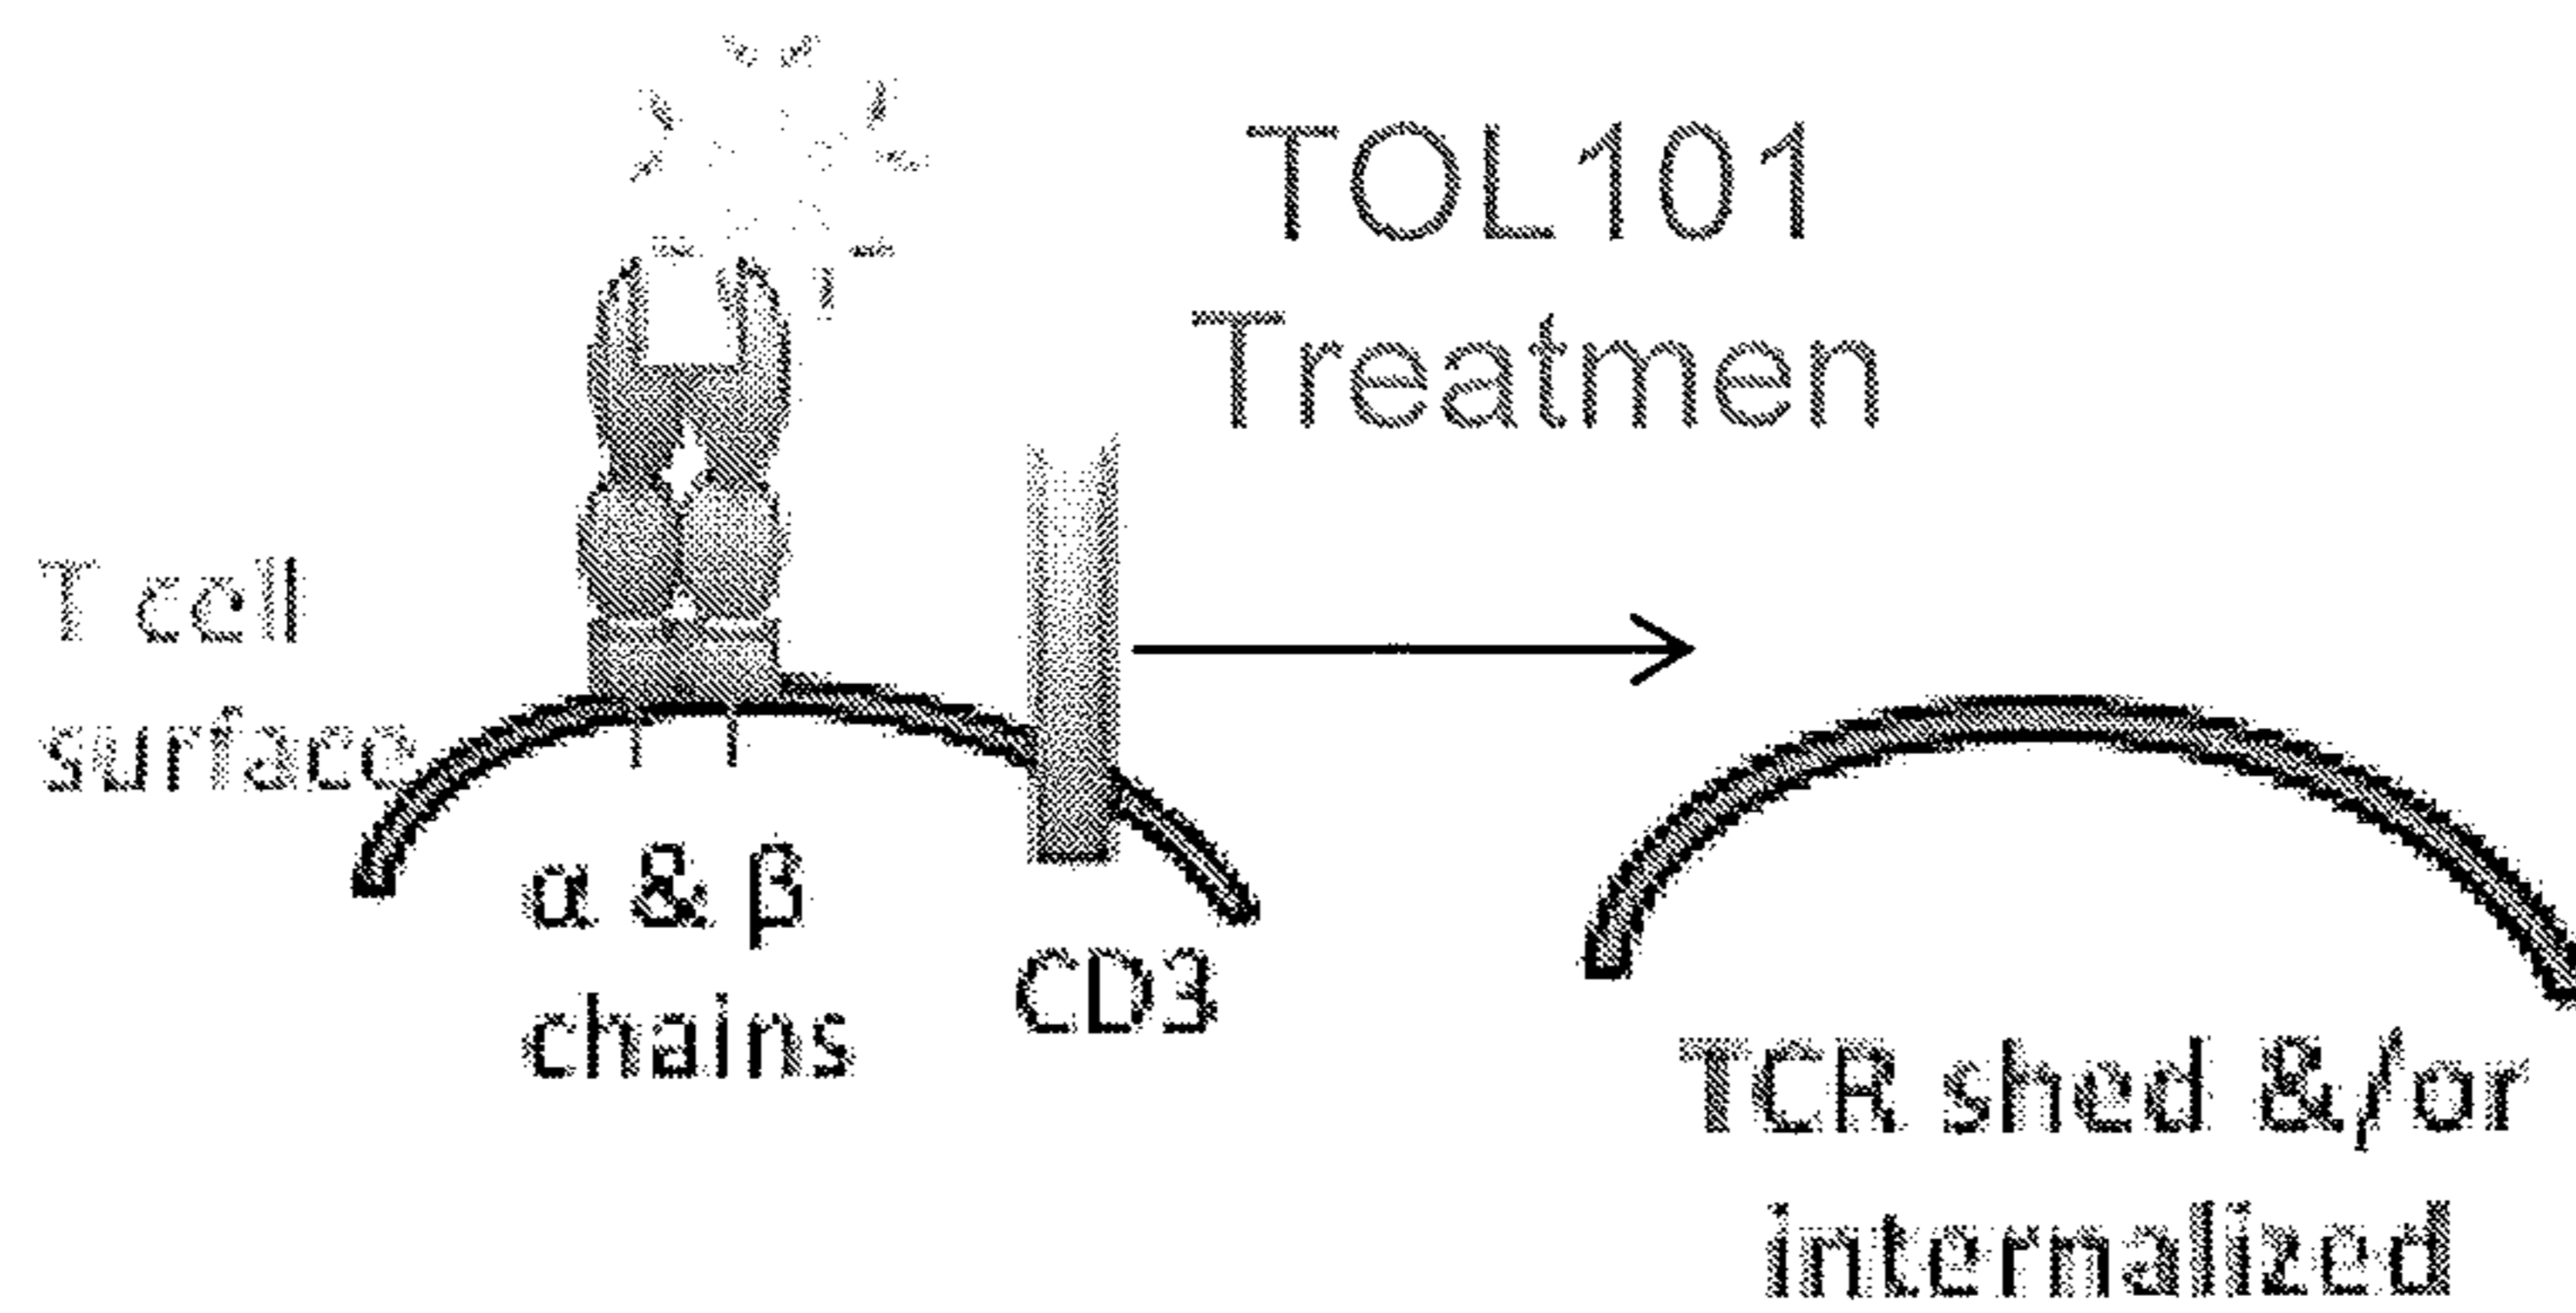 TOL101
Treatmen
T cell
surface
α & β
chains
CD3
TCR shed &/or
internalized